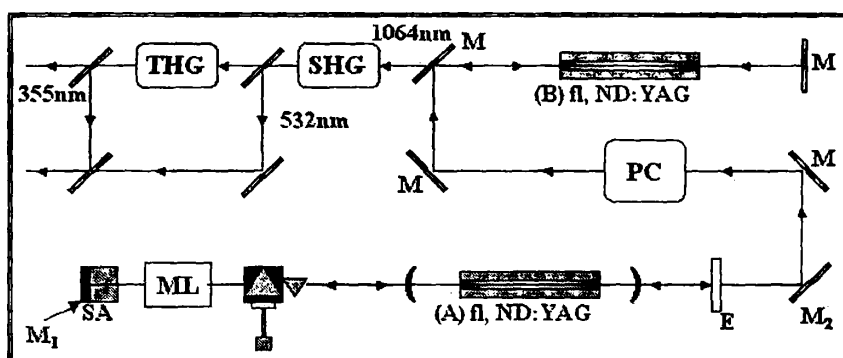 1064nm
M
THG
SHG
M
355nm
532nm
(B) fl, ND:YAG
M
PC
M
SA
ML
(A) fl, ND:YAG
E
M₂
M₁